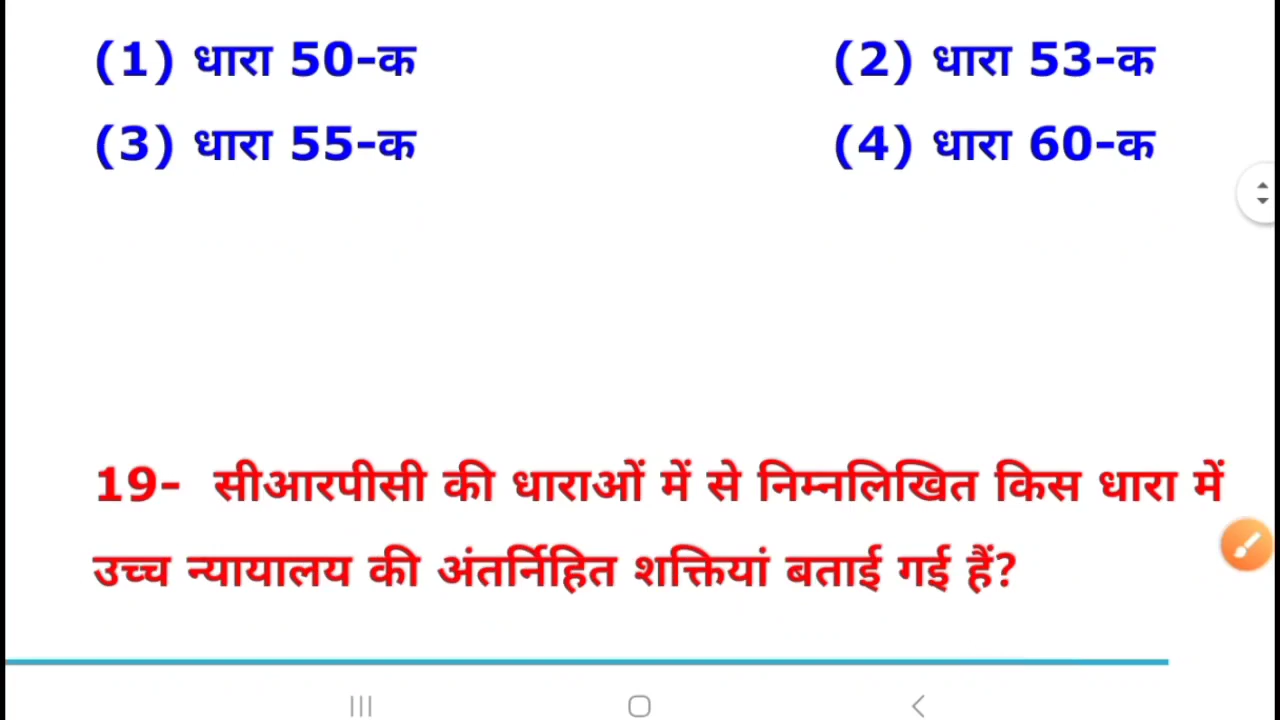 (1) धारा 50-क (2) धारा 53-क
(3) धारा 55-क (4) धारा 60-क
19- सीआरपीसी की धाराओं में से निम्नलिखित किस धारा में
उच्च न्यायालय की अंतर्निहित शक्तियां बताई गई हैं?